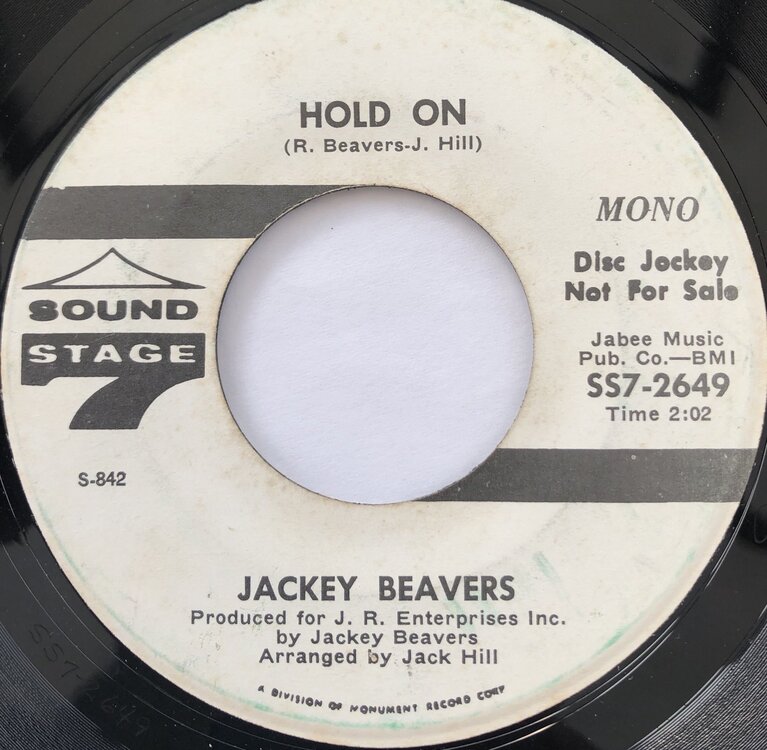 HOLD ON
(R. Beavers-J. Hill)
MONO
Disc Jockey
Not For Sale
SOUND
STAGE
7
Jabee Music
Pub. Co.—BMI
SS7-2649
Time 2:02
S-842
JACKEY BEAVERS
Produced for J. R. Enterprises Inc.
by Jackey Beavers
Arranged by Jack Hill
A DIVISION OF MONUMENT RECORD CORP
SS7-2649